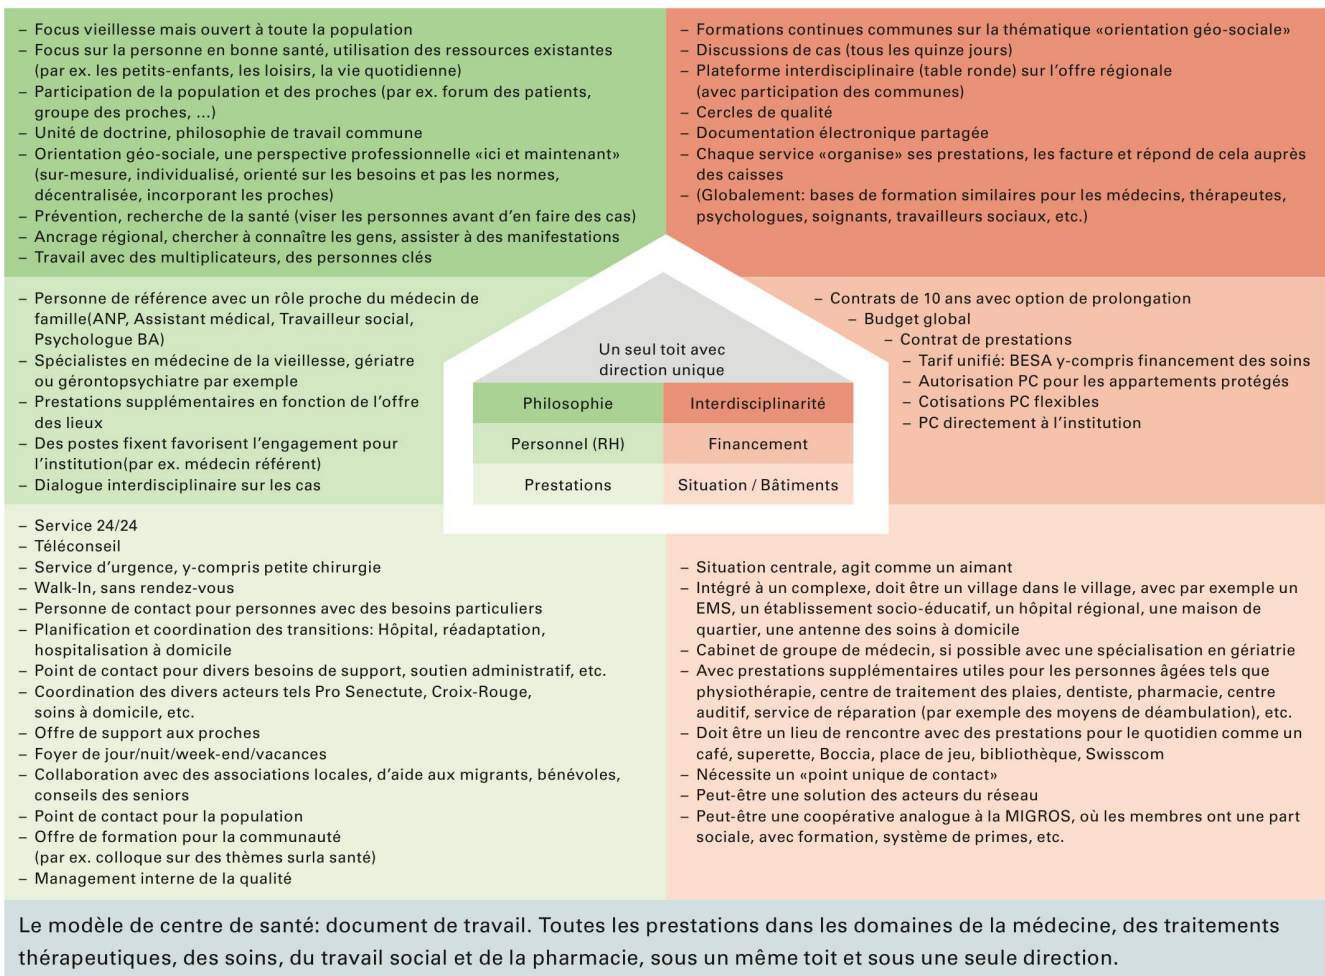 – Focus vieillesse mais ouvert à toute la population
– Focus sur la personne en bonne santé, utilisation des ressources existantes
(par ex. les petits-enfants, les loisirs, la vie quotidienne)
– Participation de la population et des proches (par ex. forum des patients,
groupe des proches, …)
– Unité de doctrine, philosophie de travail commune
– Orientation géo-sociale, une perspective professionnelle «ici et maintenant»
(sur-mesure, individualisé, orienté sur les besoins et pas les normes,
décentralisée, incorporant les proches)
– Prévention, recherche de la santé (viser les personnes avant d'en faire des cas)
– Ancrage régional, chercher à connaître les gens, assister à des manifestations
– Travail avec des multiplicateurs, des personnes clés
– Formations continues communes sur la thématique «orientation géo-sociale»
– Discussions de cas (tous les quinze jours)
– Plateforme interdisciplinaire (table ronde) sur l'offre régionale
(avec participation des communes)
– Cercles de qualité
– Documentation électronique partagée
– Chaque service «organise» ses prestations, les facture et répond de cela auprès
des caisses
– (Globalement: bases de formation similaires pour les médecins, thérapeutes,
psychologues, soignants, travailleurs sociaux, etc.)
– Personne de référence avec un rôle proche du médecin de
famille(ANP, Assistant médical, Travailleur social,
Psychologue BA)
– Spécialistes en médecine de la vieillesse, gériatre
ou gérontopsychiatre par exemple
– Prestations supplémentaires en fonction de l'offre
des lieux
– Des postes fixent favorisent l'engagement pour
l'institution(par ex. médecin référent)
– Dialogue interdisciplinaire sur les cas
Un seul toit avec
direction unique
Philosophie
Interdisciplinarité
Personnel (RH)
Financement
Prestations
Situation / Bâtiments
– Contrats de 10 ans avec option de prolongation
– Budget global
– Contrat de prestations
– Tarif unifié: BESA y-compris financement des soins
– Autorisation PC pour les appartements protégés
– Cotisations PC flexibles
– PC directement à l'institution
– Service 24/24
– Téléconseil
– Service d'urgence, y-compris petite chirurgie
– Walk-In, sans rendez-vous
– Personne de contact pour personnes avec des besoins particuliers
– Planification et coordination des transitions: Hôpital, réadaptation,
hospitalisation à domicile
– Point de contact pour divers besoins de support, soutien administratif, etc.
– Coordination des divers acteurs tels Pro Senectute, Croix-Rouge,
soins à domicile, etc.
– Offre de support aux proches
– Foyer de jour/nuit/week-end/vacances
– Collaboration avec des associations locales, d'aide aux migrants, bénévoles,
conseils des seniors
– Point de contact pour la population
– Offre de formation pour la communauté
(par ex. colloque sur des thèmes surla santé)
– Management interne de la qualité
– Situation centrale, agit comme un aimant
– Intégré à un complexe, doit être un village dans le village, avec par exemple un
EMS, un établissement socio-éducatif, un hôpital régional, une maison de
quartier, une antenne des soins à domicile
– Cabinet de groupe de médecin, si possible avec une spécialisation en gériatrie
– Avec prestations supplémentaires utiles pour les personnes âgées tels que
physiothérapie, centre de traitement des plaies, dentiste, pharmacie, centre
auditif, service de réparation (par exemple des moyens de déambulation), etc.
– Doit être un lieu de rencontre avec des prestations pour le quotidien comme un
café, superette, Boccia, place de jeu, bibliothèque, Swisscom
– Nécessite un «point unique de contact»
– Peut-être une solution des acteurs du réseau
– Peut-être une coopérative analogue à la MIGROS, où les membres ont une part
sociale, avec formation, système de primes, etc.
Le modèle de centre de santé: document de travail. Toutes les prestations dans les domaines de la médecine, des traitements
thérapeutiques, des soins, du travail social et de la pharmacie, sous un même toit et sous une seule direction.